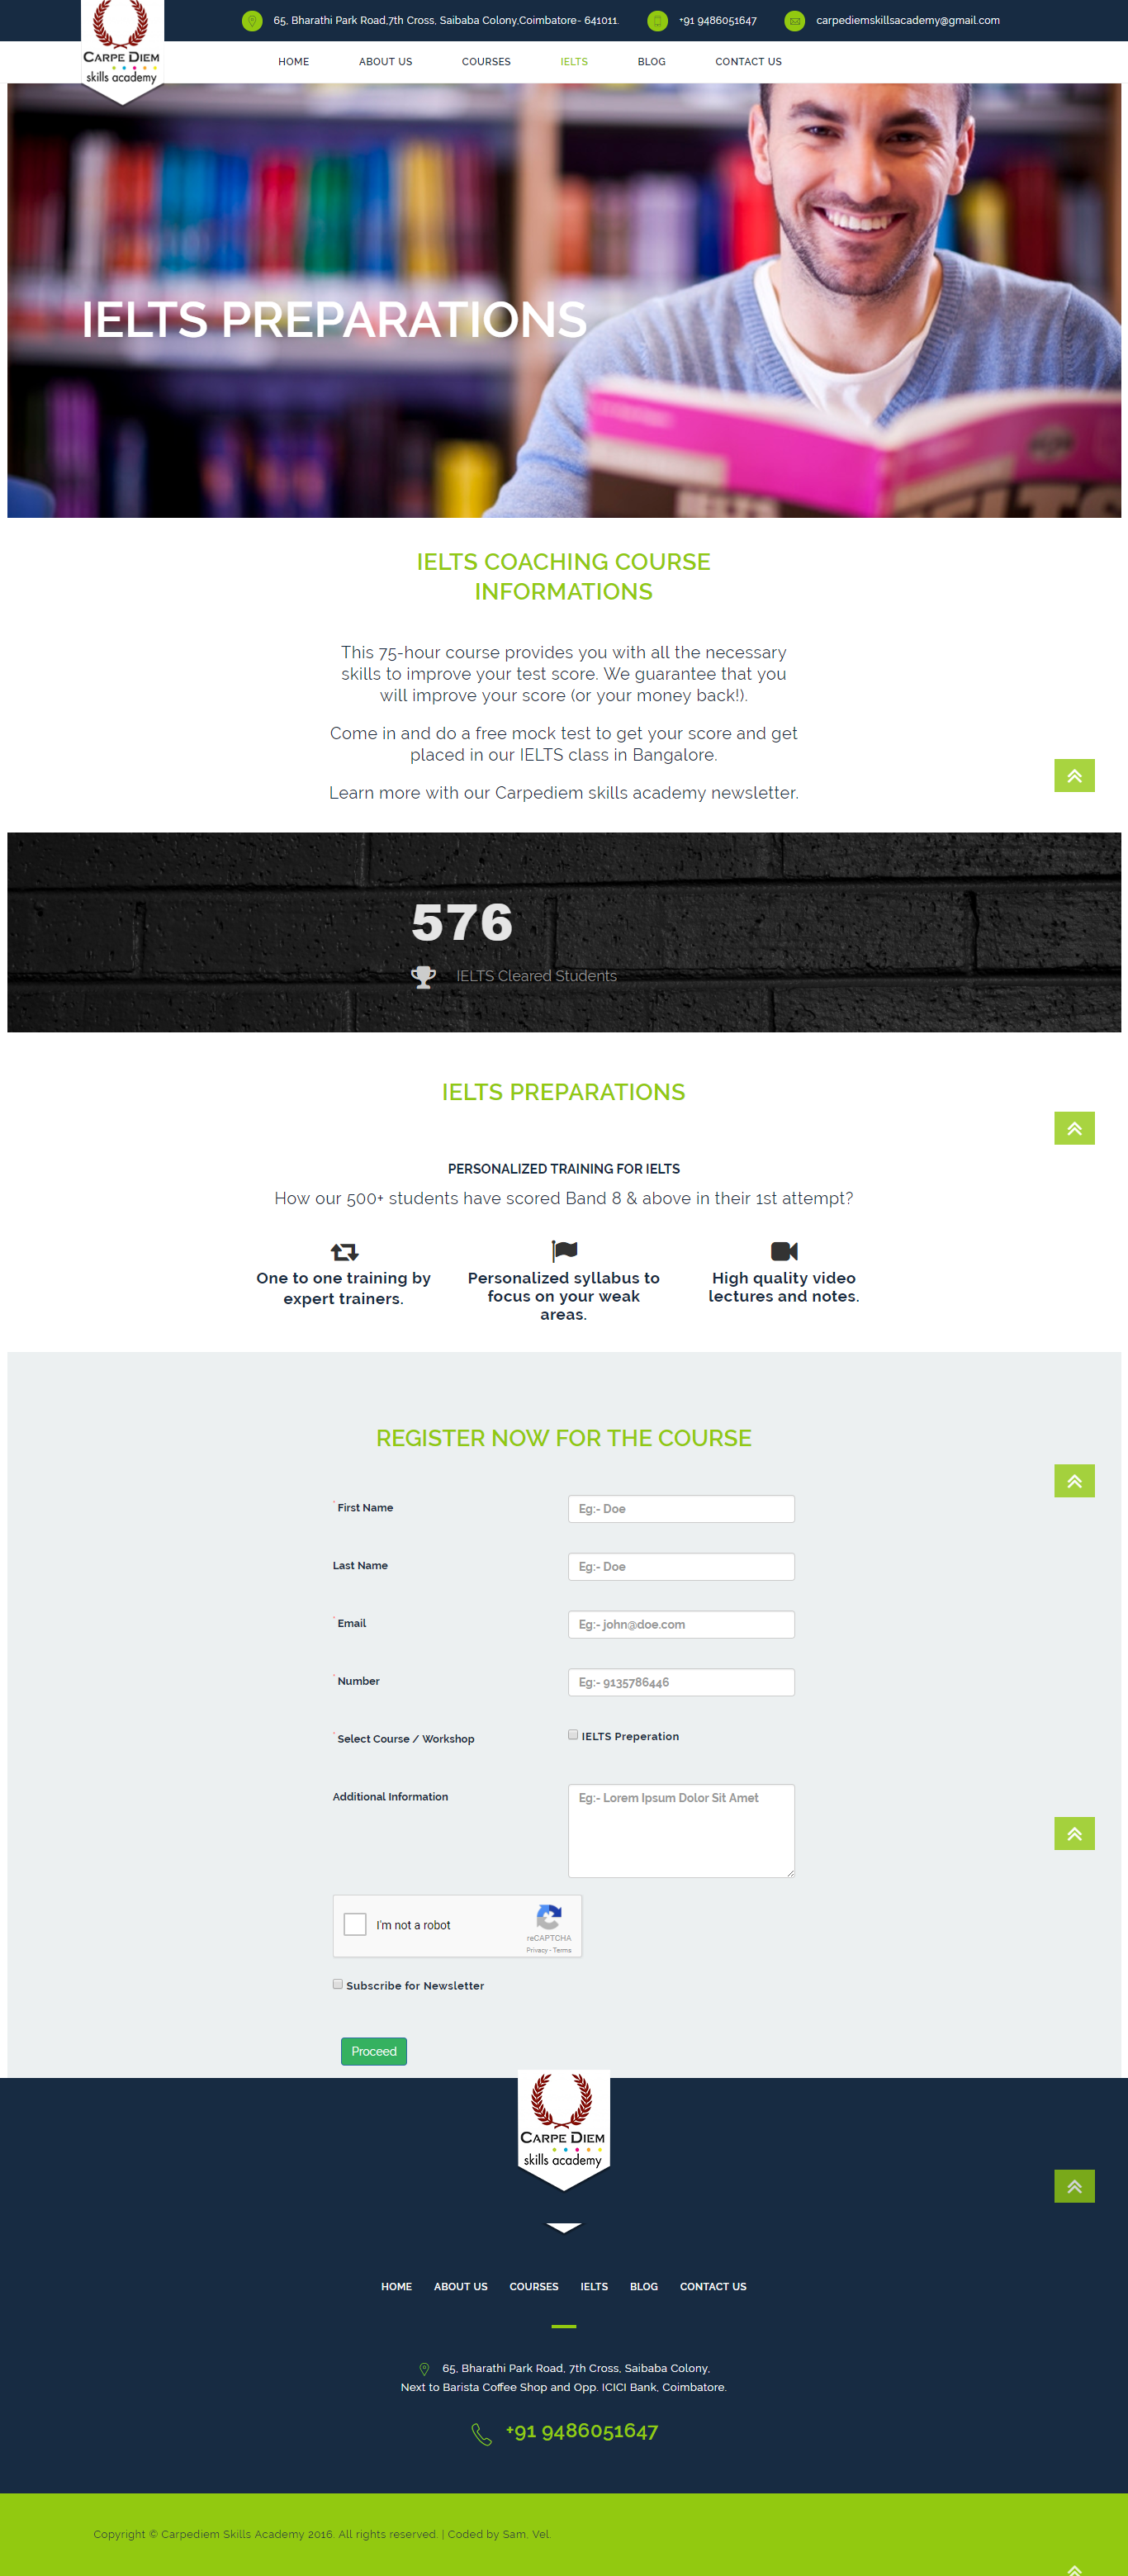 65, Bharathi Park Road,7th Cross, Saibaba Colony,Coimbatore- 641011.
+91 9486051647
carpediemskillsacademy@gmail.com
CARPE DIEM
skills academy
HOME
ABOUT US
COURSES
IELTS
BLOG
CONTACT US
IELTS PREPARATIONS
IELTS
IELTS COACHING COURSE
INFORMATIONS
This 75-hour course provides you with all the necessary
skills to improve your test score. We guarantee that you
will improve your score (or your money back!).
Come in and do a free mock test to get your score and get
placed in our IELTS class in Bangalore.
Learn more with our Carpediem skills academy newsletter.
576
IELTS Cleared Students
IELTS PREPARATIONS
PERSONALIZED TRAINING FOR IELTS
How our 500+ students have scored Band 8 & above in their 1st attempt?
One to one training by
expert trainers.
Personalized syllabus to
focus on your weak
areas.
High quality video
lectures and notes.
REGISTER NOW FOR THE COURSE
* First Name
Eg:- Doe
Last Name
Eg:- Doe
* Email
Eg:- john@doe.com
* Number
Eg:- 9135786446
* Select Course / Workshop
IELTS Preperation
Additional Information
Eg:- Lorem Ipsum Dolor Sit Amet
I'm not a robot
reCAPTCHA
Privacy - Terms
Subscribe for Newsletter
Proceed
CARPE DIEM
skills academy
HOME
ABOUT US
COURSES
IELTS
BLOG
CONTACT US
65, Bharathi Park Road, 7th Cross, Saibaba Colony,
Next to Barista Coffee Shop and Opp. ICICI Bank, Coimbatore.
+91 9486051647
Copyright © Carpediem Skills Academy 2016. All rights reserved. | Coded by Sam, Vel.